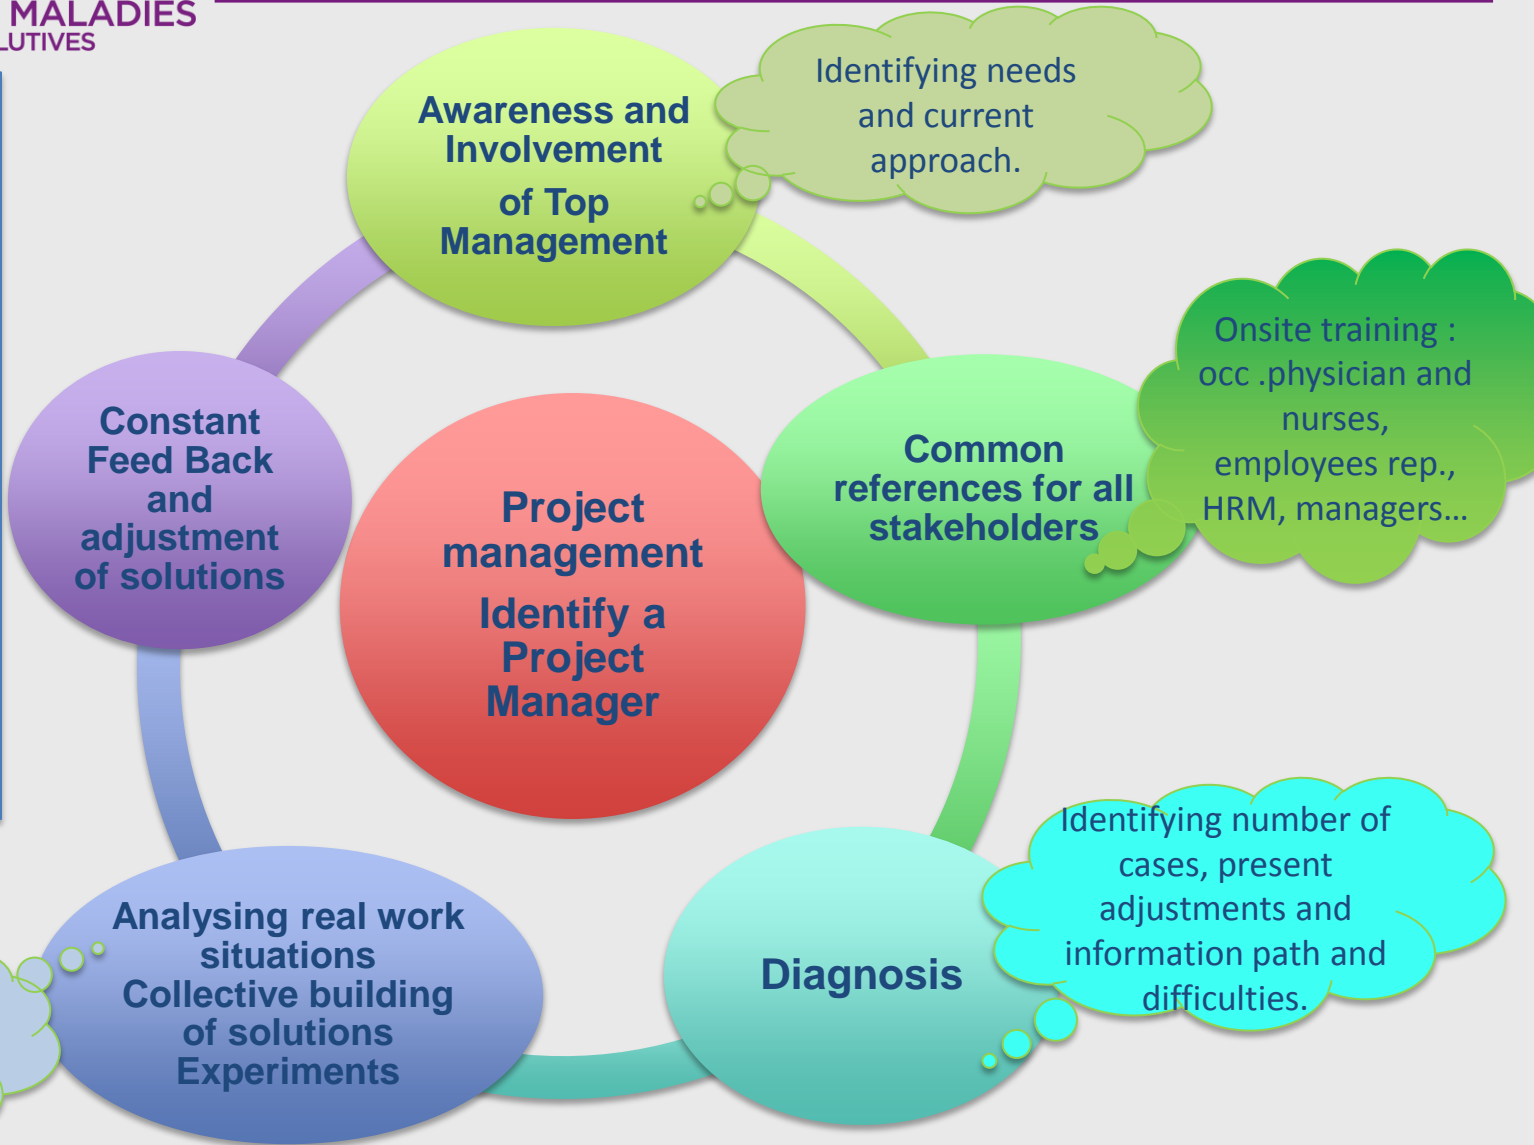 MALADIES
LUTIVES
Awareness and
Involvement
of Top
Management
Identifying needs
and current
approach.
Common
references for all
stakeholders
Onsite training :
occ .physician and
nurses,
employees rep.,
HRM, managers...
Diagnosis
Identifying number of
cases, present
adjustments and
information path and
difficulties.
Analysing real work
situations
Collective building
of solutions
Experiments
Constant
Feed Back
and
adjustment
of solutions
Project
management
Identify a
Project
Manager